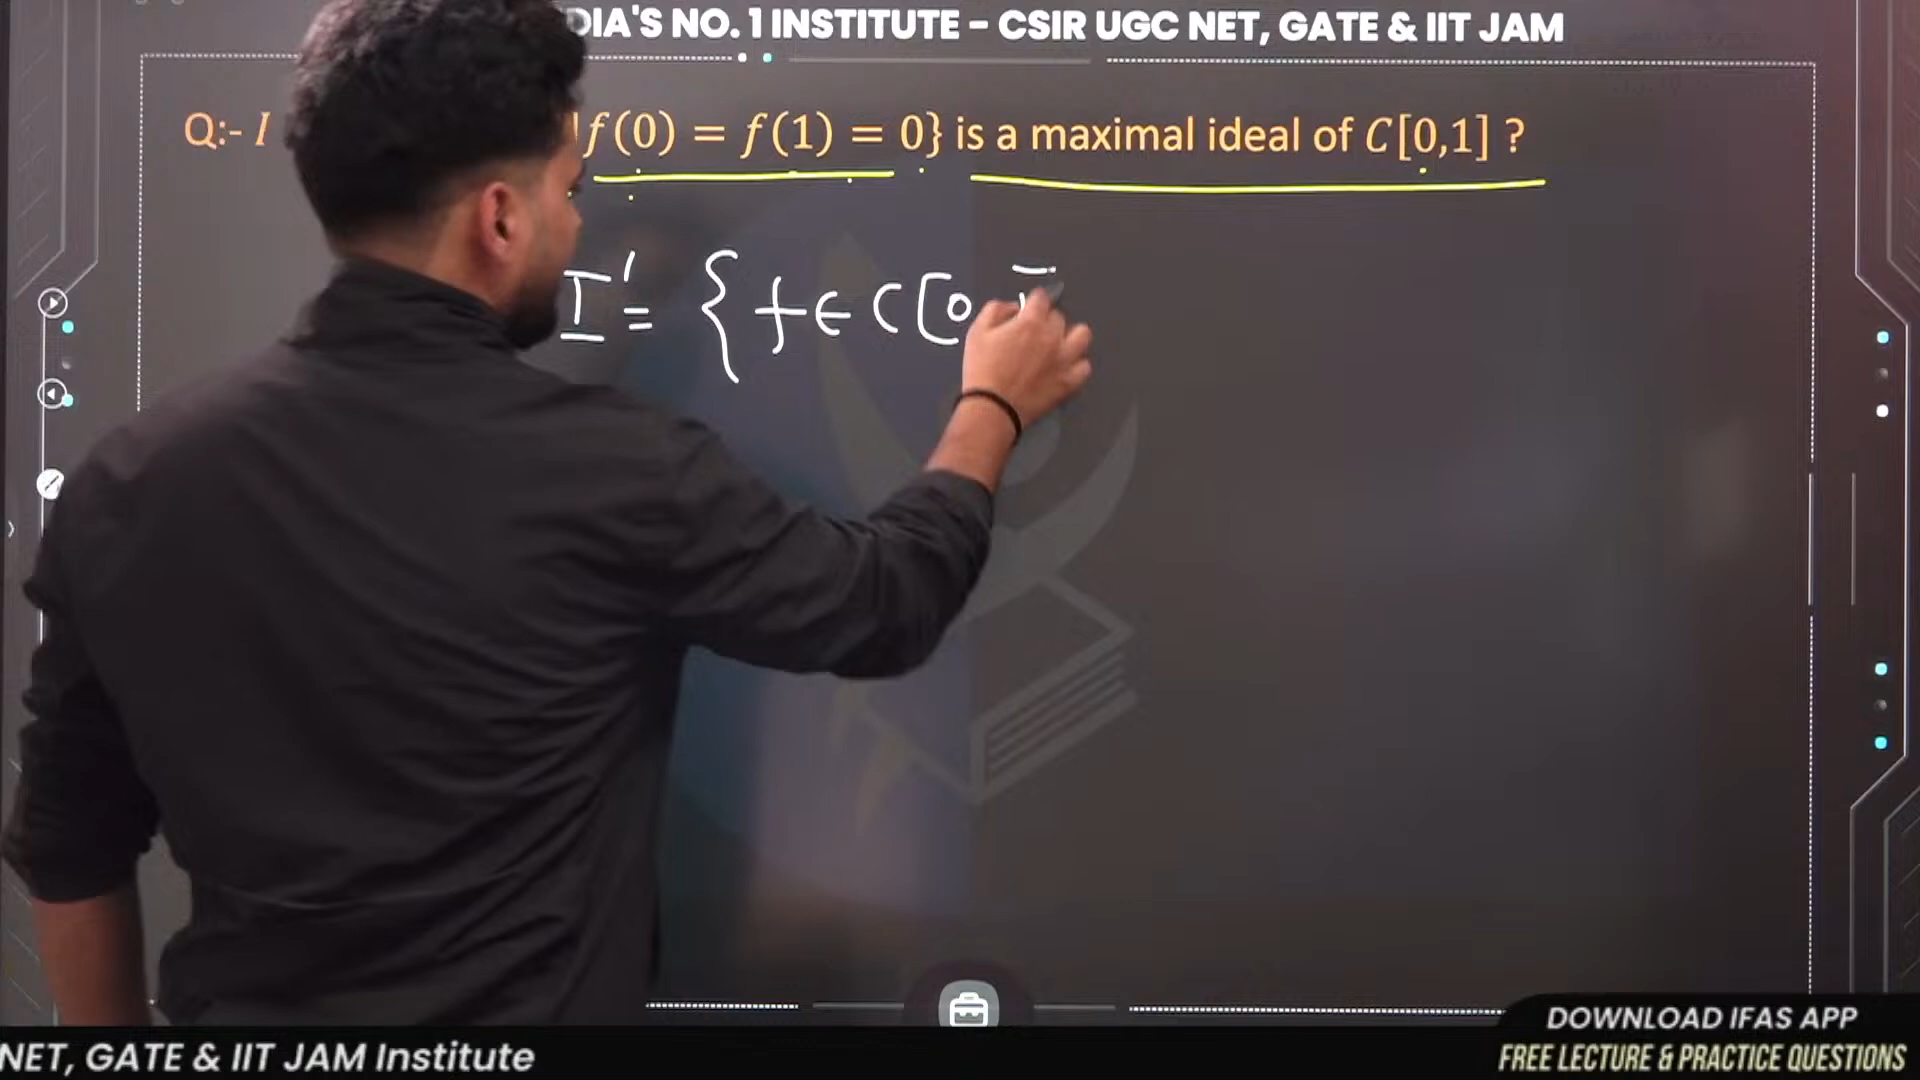 DIA'S NO. 1 INSTITUTE - CSIR UGC NET, GATE & IIT JAM
Q:- I f(0) = f(1) = 0} is a maximal ideal of C[0,1] ?
I' = { f ∈ C[0
DOWNLOAD IFAS APP
NET, GATE & IIT JAM Institute
FREE LECTURE & PRACTICE QUESTIONS